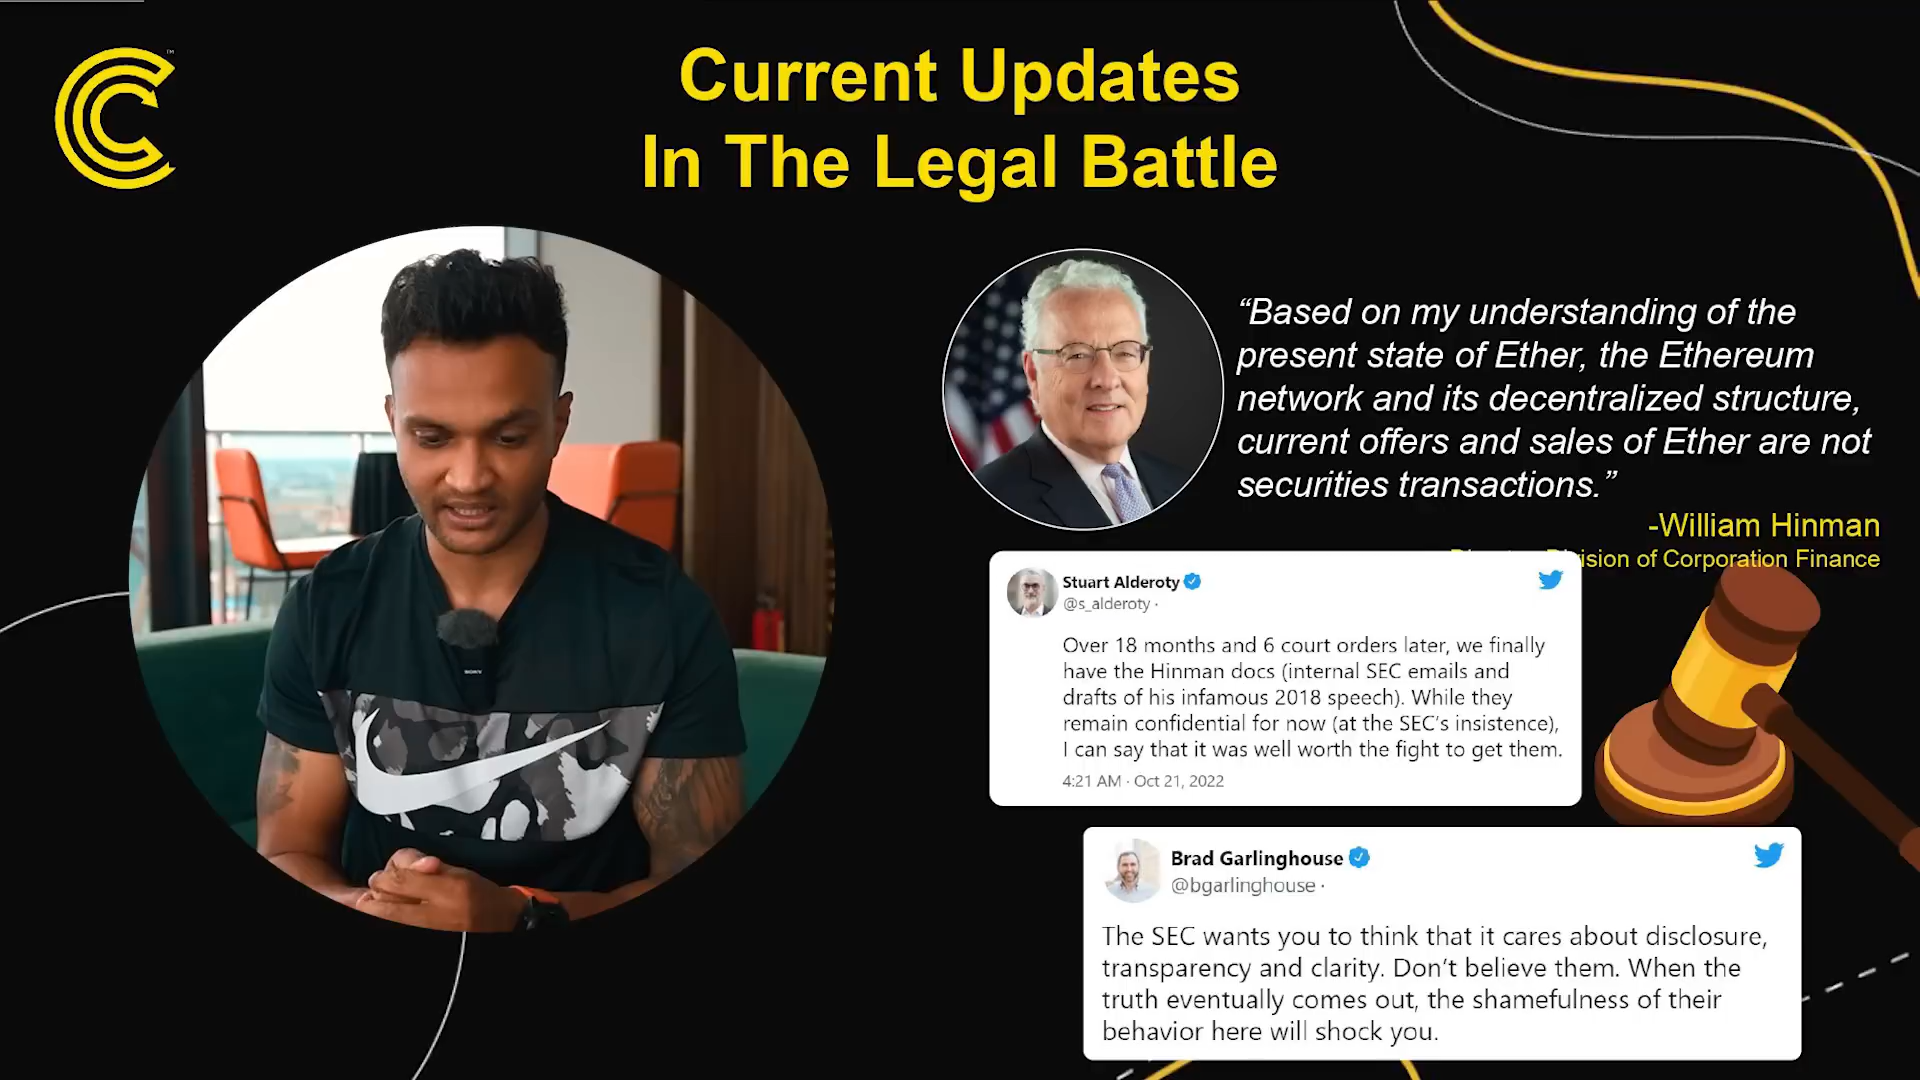 Current Updates
In The Legal Battle
“Based on my understanding of the
present state of Ether, the Ethereum
network and its decentralized structure,
current offers and sales of Ether are not
securities transactions.”
-William Hinman
ision of Corporation Finance
Stuart Alderoty
@s_alderoty ·
Over 18 months and 6 court orders later, we finally
have the Hinman docs (internal SEC emails and
drafts of his infamous 2018 speech). While they
remain confidential for now (at the SEC’s insistence),
I can say that it was well worth the fight to get them.
4:21 AM · Oct 21, 2022
Brad Garlinghouse
@bgarlinghouse ·
The SEC wants you to think that it cares about disclosure,
transparency and clarity. Don’t believe them. When the
truth eventually comes out, the shamefulness of their
behavior here will shock you.
SONY
TM